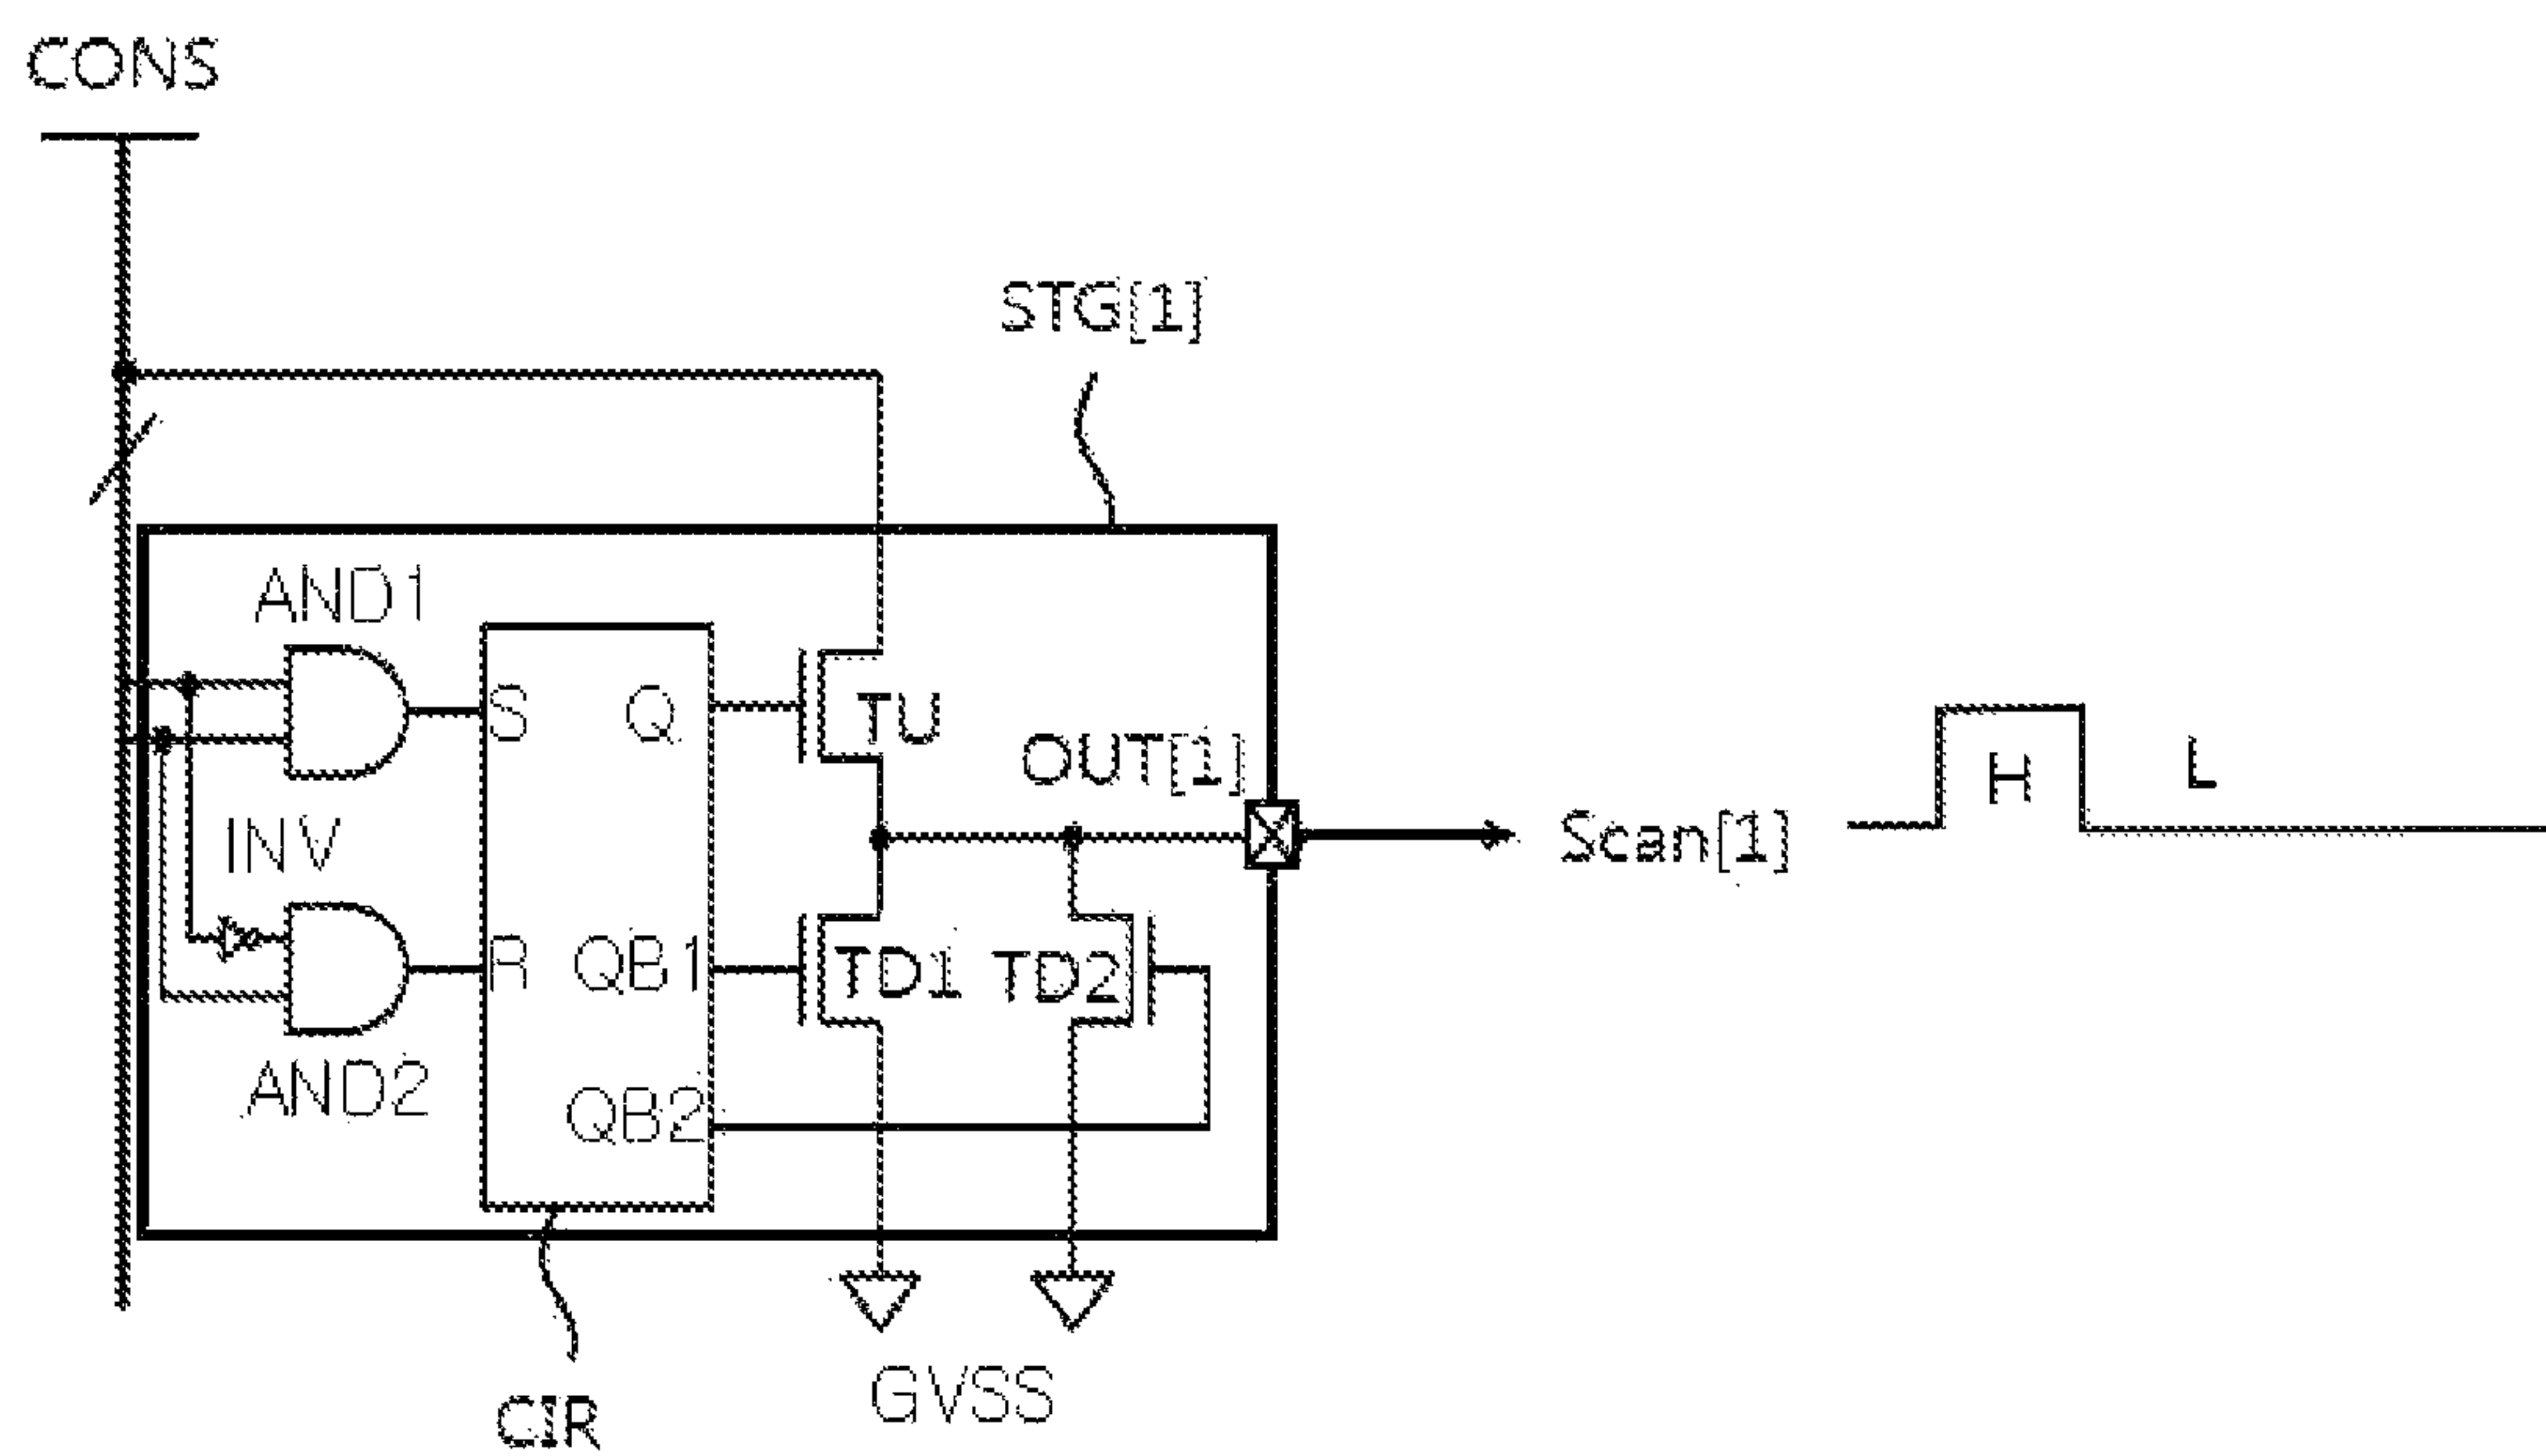 CONS
STG[1]
AND1
S
Q
TU
OUT[1]
H
L
Scan[1]
INV
R
QB1
TD1
TD2
AND2
QB2
GVSS
CIR